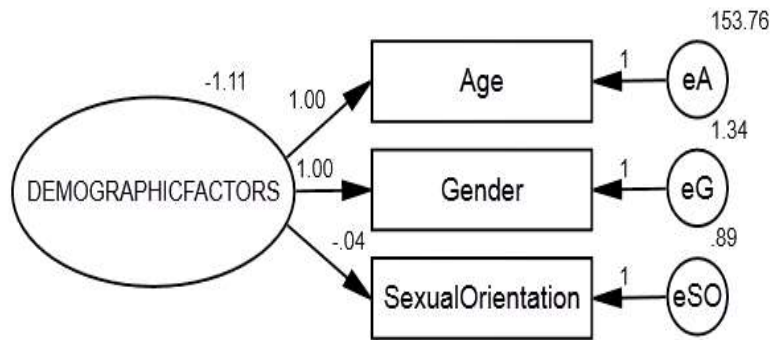 153.76
-1.11
1.00
Age
1
eA
1.34
DEMOGRAPHICFACTORS
1.00
Gender
1
eG
.89
-.04
SexualOrientation
1
eSO